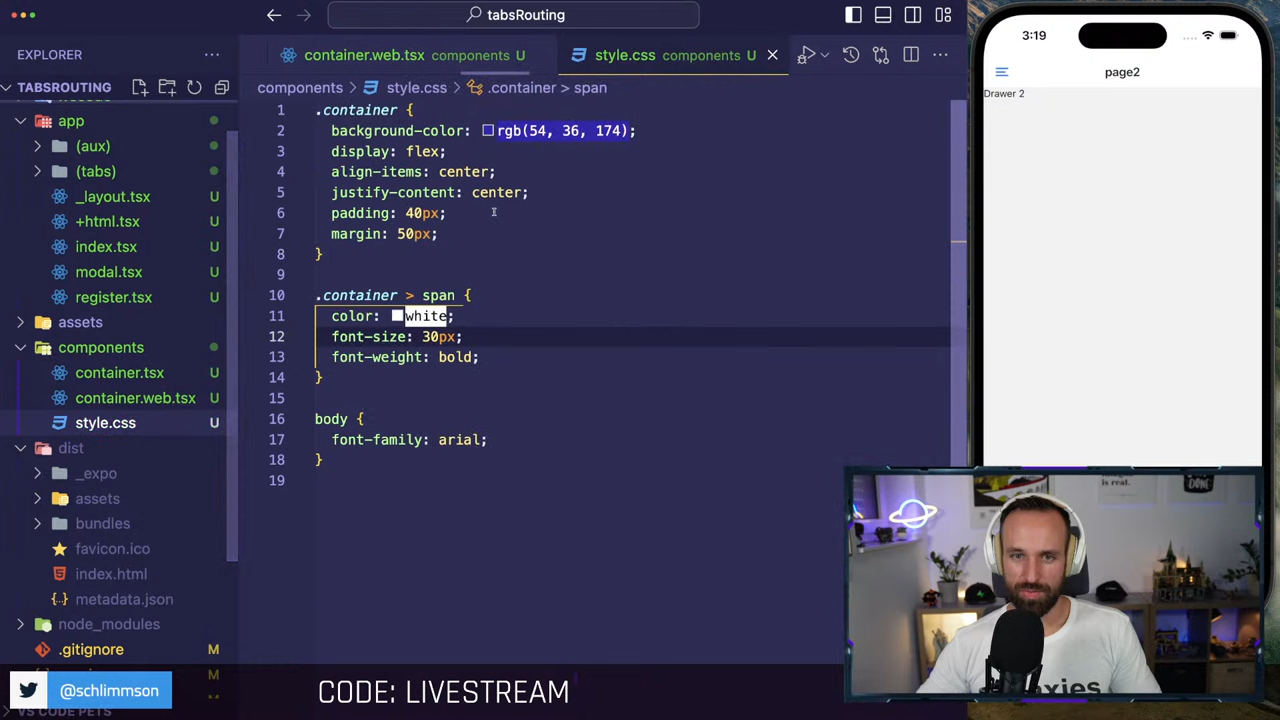 tabsRouting
EXPLORER
container.web.tsx components U
style.css components U
TABSROUTING
components > style.css > .container > span
app
(aux)
(tabs)
_layout.tsx U
+html.tsx U
index.tsx U
modal.tsx U
register.tsx U
assets
components
container.tsx U
container.web.tsx U
style.css U
dist
_expo
assets
bundles
favicon.ico
index.html
metadata.json
node_modules
.gitignore M
M
VS CODE PETS
1 .container {
2 background-color: rgb(54, 36, 174);
3 display: flex;
4 align-items: center;
5 justify-content: center;
6 padding: 40px;
7 margin: 50px;
8 }
9
10 .container > span {
11 color: white;
12 font-size: 30px;
13 font-weight: bold;
14 }
15
16 body {
17 font-family: arial;
18 }
19
3:19
page2
Drawer 2
is real.
@schlimmson
CODE: LIVESTREAM